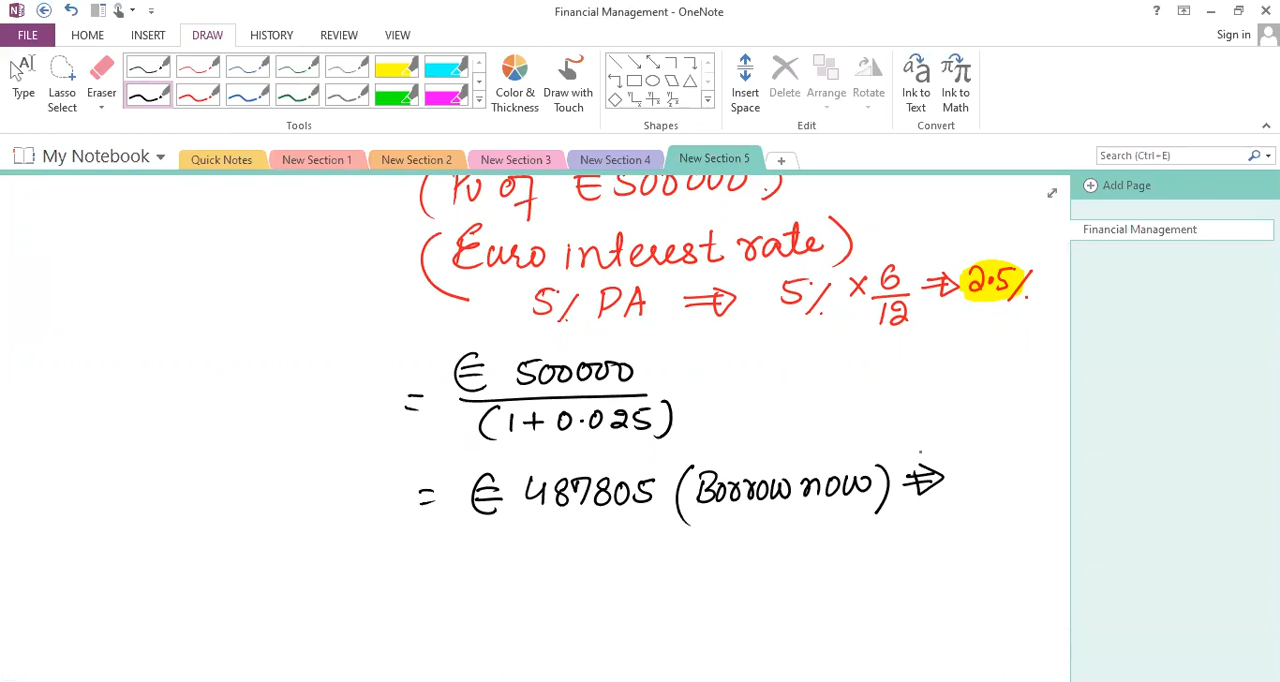 Financial Management - OneNote
FILE HOME INSERT DRAW HISTORY REVIEW VIEW
Sign in
Type
Lasso Select
Eraser
Color & Thickness
Draw with Touch
Insert Space
Delete
Arrange
Rotate
Ink to Text
Ink to Math
Tools Shapes Edit Convert
My Notebook
Quick Notes New Section 1 New Section 2 New Section 3 New Section 4 New Section 5
Search (Ctrl+E)
Add Page
Financial Management
(PV of € 500000.)
(Euro interest rate)
5% PA ⇒ 5% × 6/12 ⇒ 2.5%
= € 500000
(1 + 0.025)
= € 487805 (Borrow now) ⇒